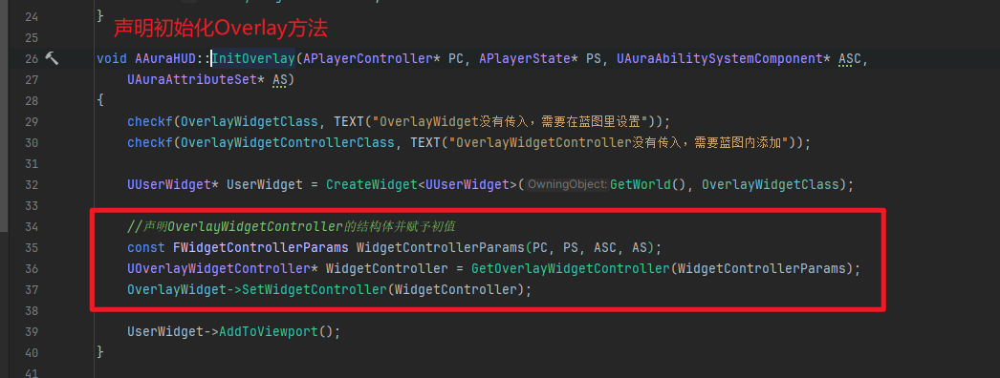 24 }
25 声明初始化Overlay方法
26 void AAuraHUD::InitOverlay(APlayerController* PC, APlayerState* PS, UAuraAbilitySystemComponent* ASC,
27 UAuraAttributeSet* AS)
28 {
29 checkf(OverlayWidgetClass, TEXT("OverlayWidget没有传入，需要在蓝图里设置"));
30 checkf(OverlayWidgetControllerClass, TEXT("OverlayWidgetController没有传入，需要蓝图内添加"));
31
32 UUserWidget* UserWidget = CreateWidget<UUserWidget>(OwningObject:GetWorld(), OverlayWidgetClass);
33
34 //声明OverlayWidgetController的结构体并赋予初值
35 const FWidgetControllerParams WidgetControllerParams(PC, PS, ASC, AS);
36 UOverlayWidgetController* WidgetController = GetOverlayWidgetController(WidgetControllerParams);
37 OverlayWidget->SetWidgetController(WidgetController);
38
39 UserWidget->AddToViewport();
40 }
41